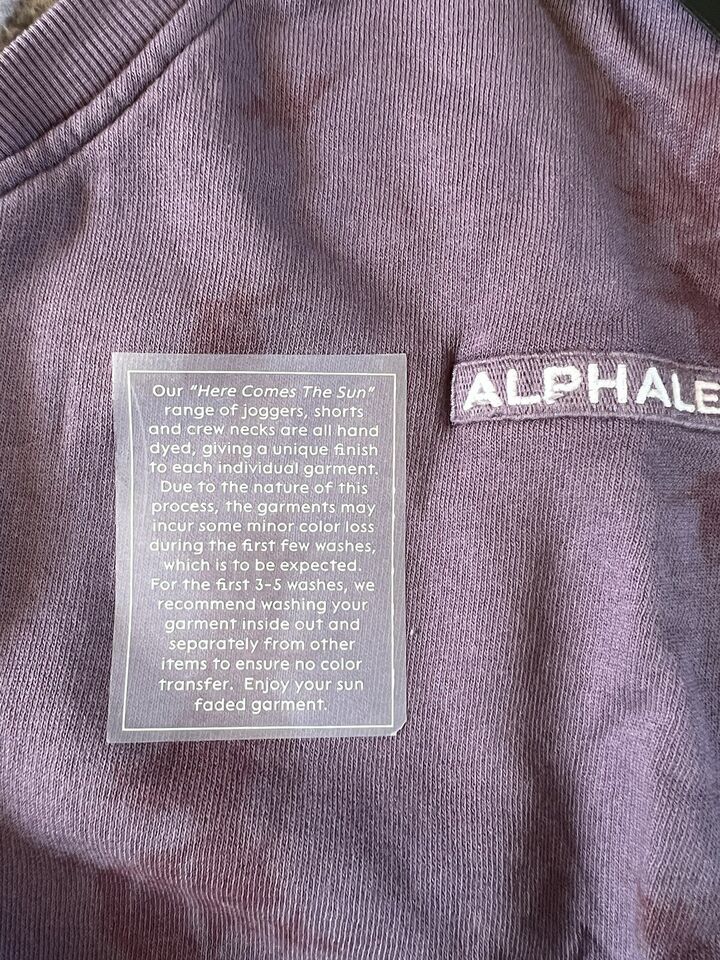 Our "Here Comes The Sun"
range of joggers, shorts
and crew necks are all hand
dyed, giving a unique finish
to each individual garment.
Due to the nature of this
process, the garments may
incur some minor color loss
during the first few washes,
which is to be expected.
For the first 3-5 washes, we
recommend washing your
garment inside out and
separately from other
items to ensure no color
transfer. Enjoy your sun
faded garment.
ALPHALE